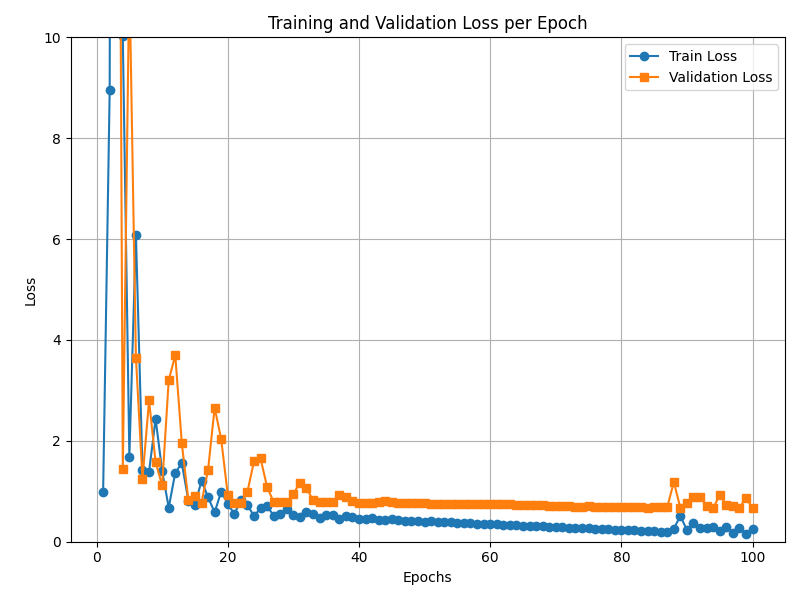 Training and Validation Loss per Epoch
Train Loss
Validation Loss
Loss
10
8
6
4
2
0
0 20 40 60 80 100
Epochs